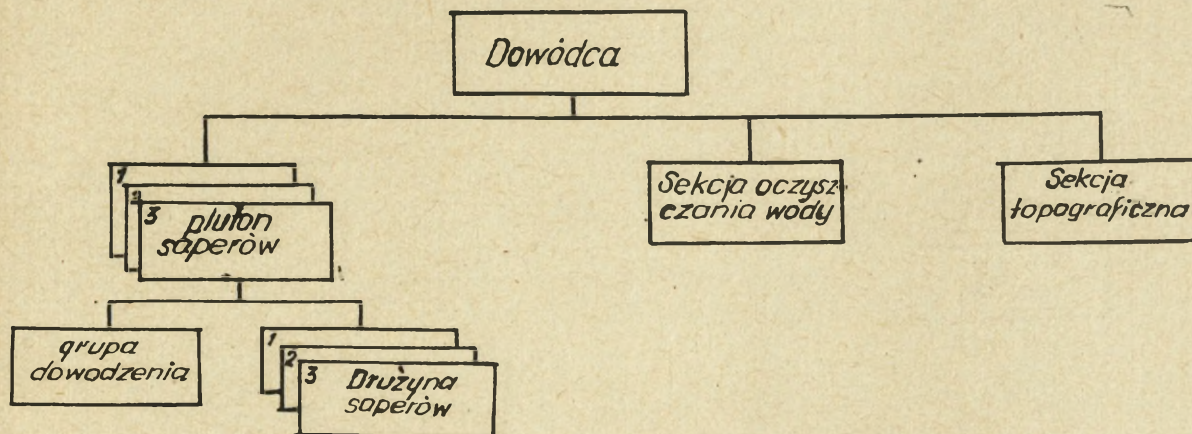 Dowódca
1
2
3 pluton
saperów
Sekcja oczysz-
czania wody
Sekcja
topograficzna
grupa
dowodzenia
1
2
3 Drużyna
saperów